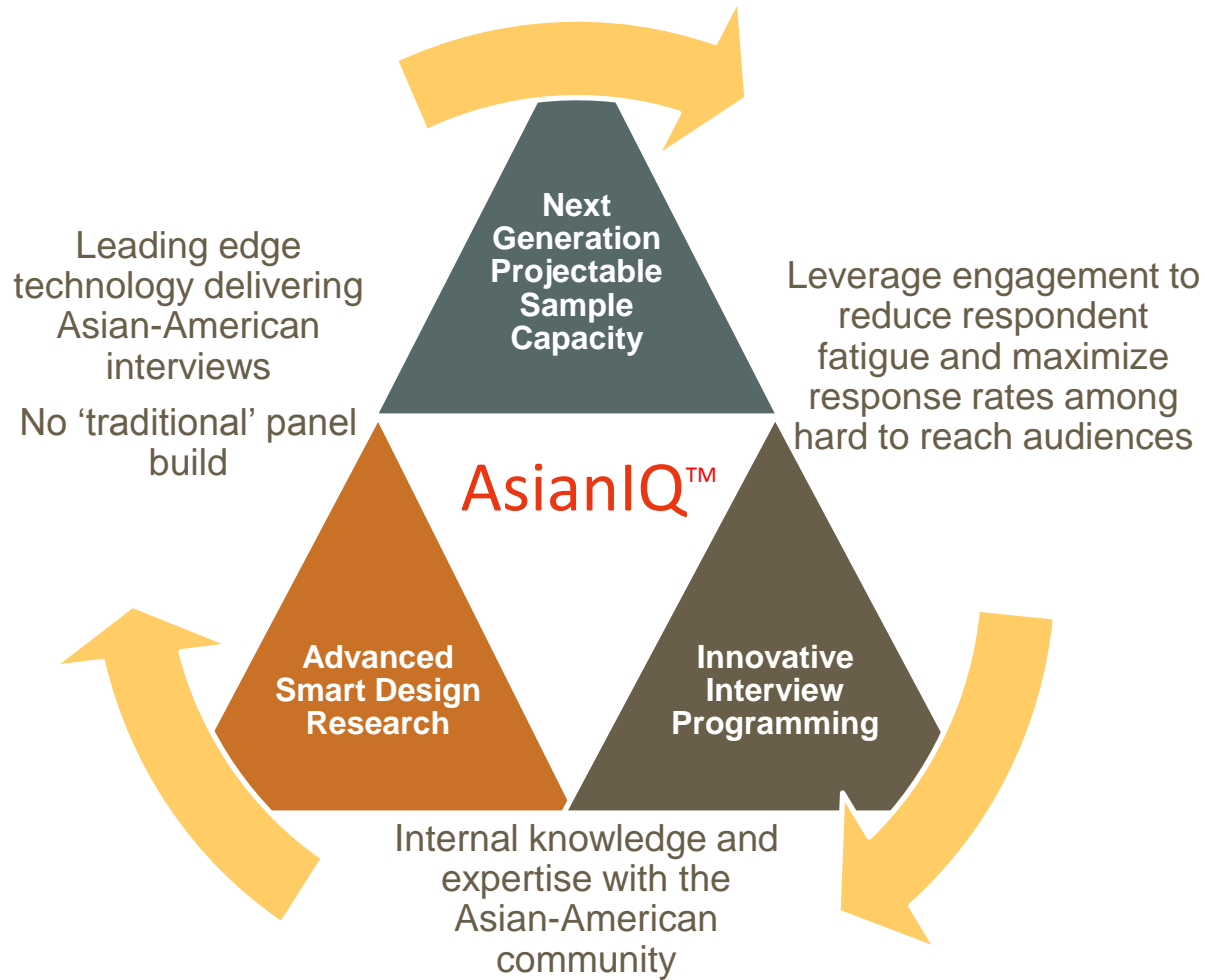 Next
Generation
Projectable
Sample
Capacity
Leading edge
technology delivering
Asian-American
interviews
No ‘traditional’ panel
build
Leverage engagement to
reduce respondent
fatigue and maximize
response rates among
hard to reach audiences
AsianIQ™
Advanced
Smart Design
Research
Innovative
Interview
Programming
Internal knowledge and
expertise with the
Asian-American
community